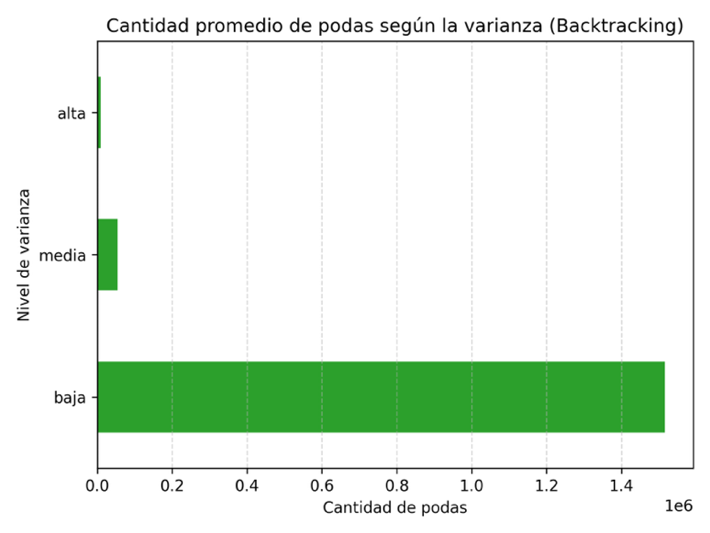 Cantidad promedio de podas según la varianza (Backtracking)
Nivel de varianza
alta
media
baja
0.0 0.2 0.4 0.6 0.8 1.0 1.2 1.4
1e6
Cantidad de podas